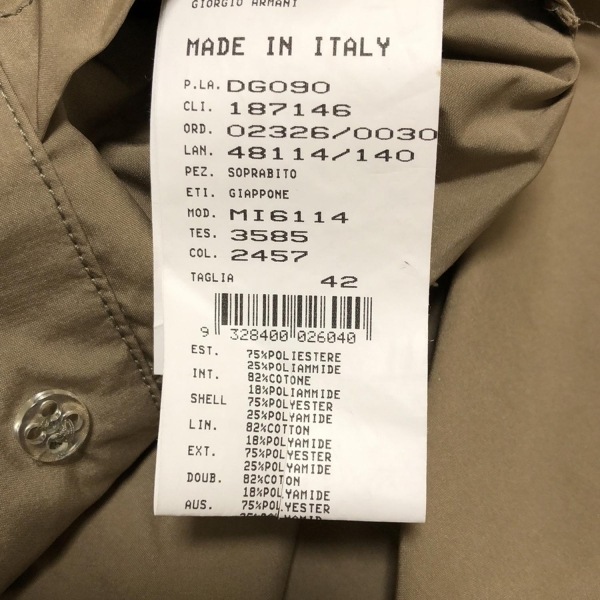 GIORGIO ARMANI
MADE IN ITALY
P.LA. DG090
CLI. 187146
ORD. 02326/0030
LAN. 48114/140
PEZ. SOPRABITO
ETI. GIAPPONE
MOD. MI6114
TES. 3585
COL. 2457
TAGLIA 42
9 328400 026040
EST. 75%POLIESTERE
25%POLIAMMIDE
INT. 82%COTONE
18%POLIAMMIDE
SHELL 75%POLYESTER
25%POLYAMIDE
LIN. 82%COTTON
18%POLYAMIDE
EXT. 75%POLYESTER
25%POLYAMIDE
DOUB. 82%COTON
18%POLYAMIDE
AUS. 75%POLYESTER